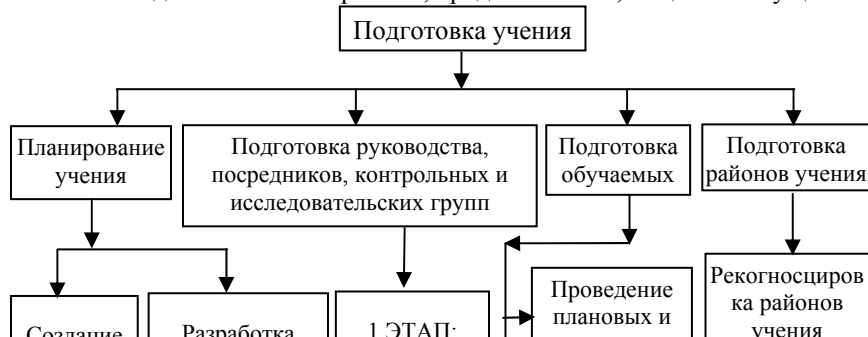 Подготовка учения
Планирование
учения
Подготовка руководства,
посредников, контрольных и
исследовательских групп
Подготовка
обучаемых
Подготовка
районов учения
Создание
Разработка
1 ЭТАП:
Проведение
плановых и
Рекогносциров
ка районов
учения